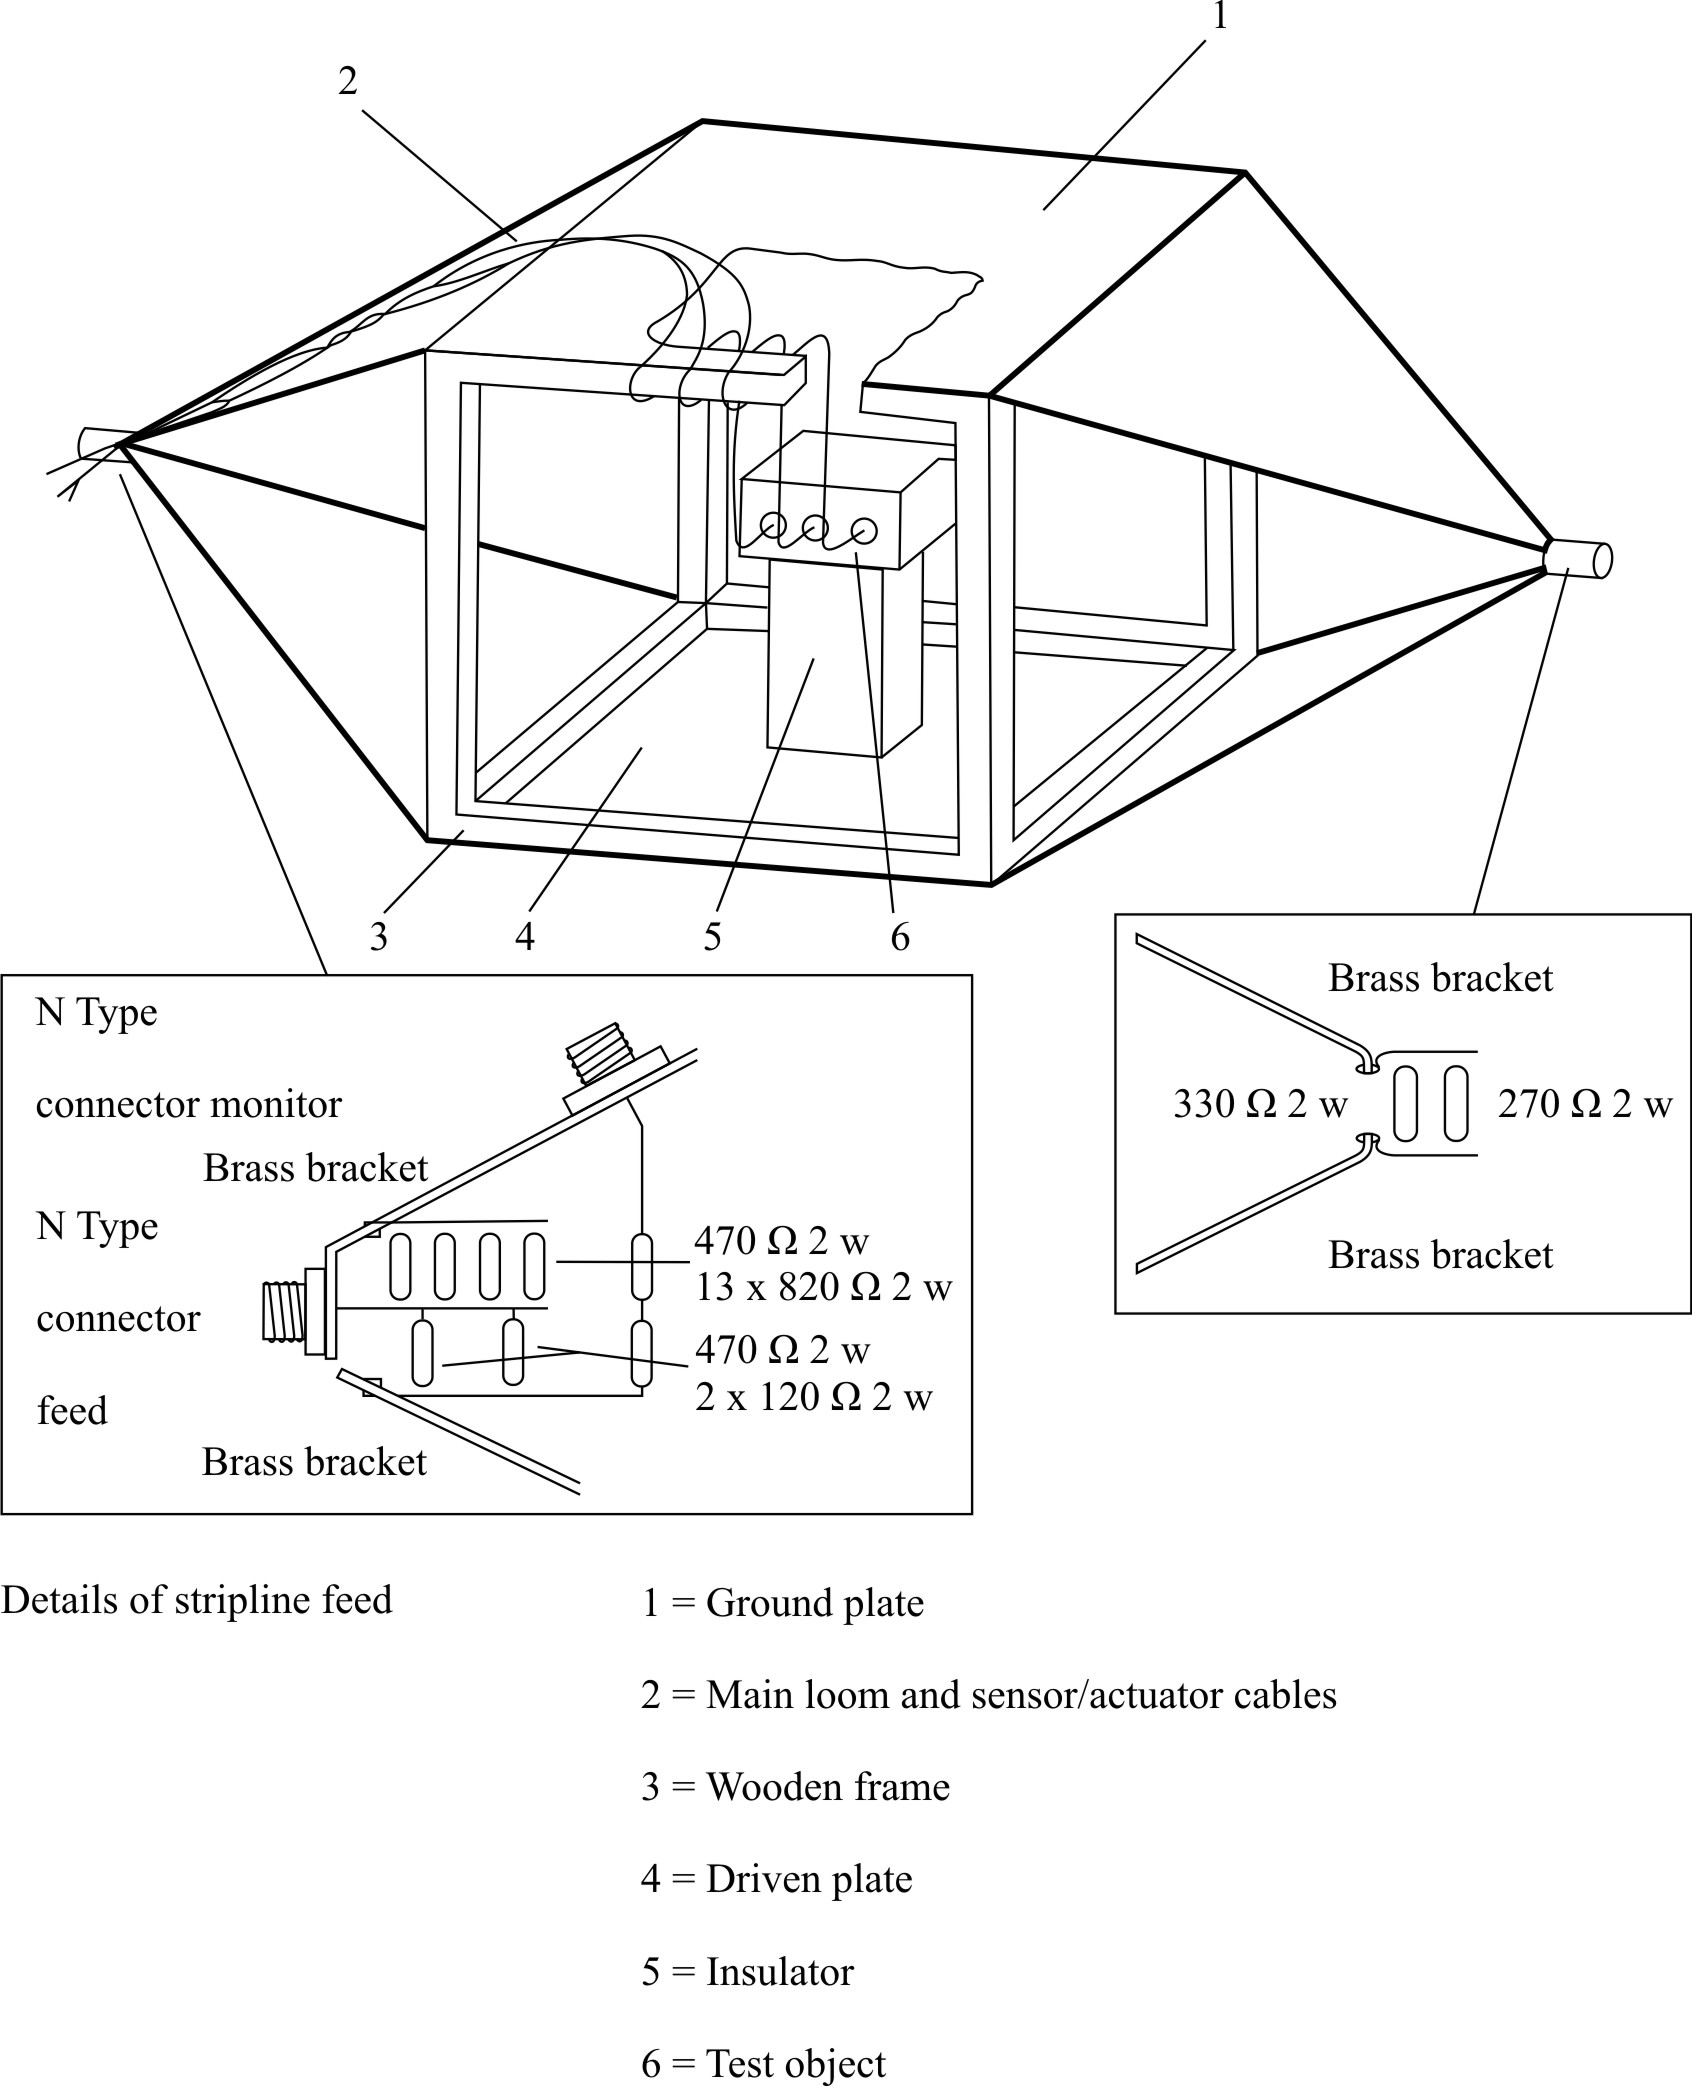 1
2
3
4
5
6
N Type
connector monitor
Brass bracket
N Type
connector
feed
Brass bracket
470 Ω 2 w
13 x 820 Ω 2 w
470 Ω 2 w
2 x 120 Ω 2 w
Brass bracket
330 Ω 2 w
270 Ω 2 w
Brass bracket
Details of stripline feed
1 = Ground plate
2 = Main loom and sensor/actuator cables
3 = Wooden frame
4 = Driven plate
5 = Insulator
6 = Test object